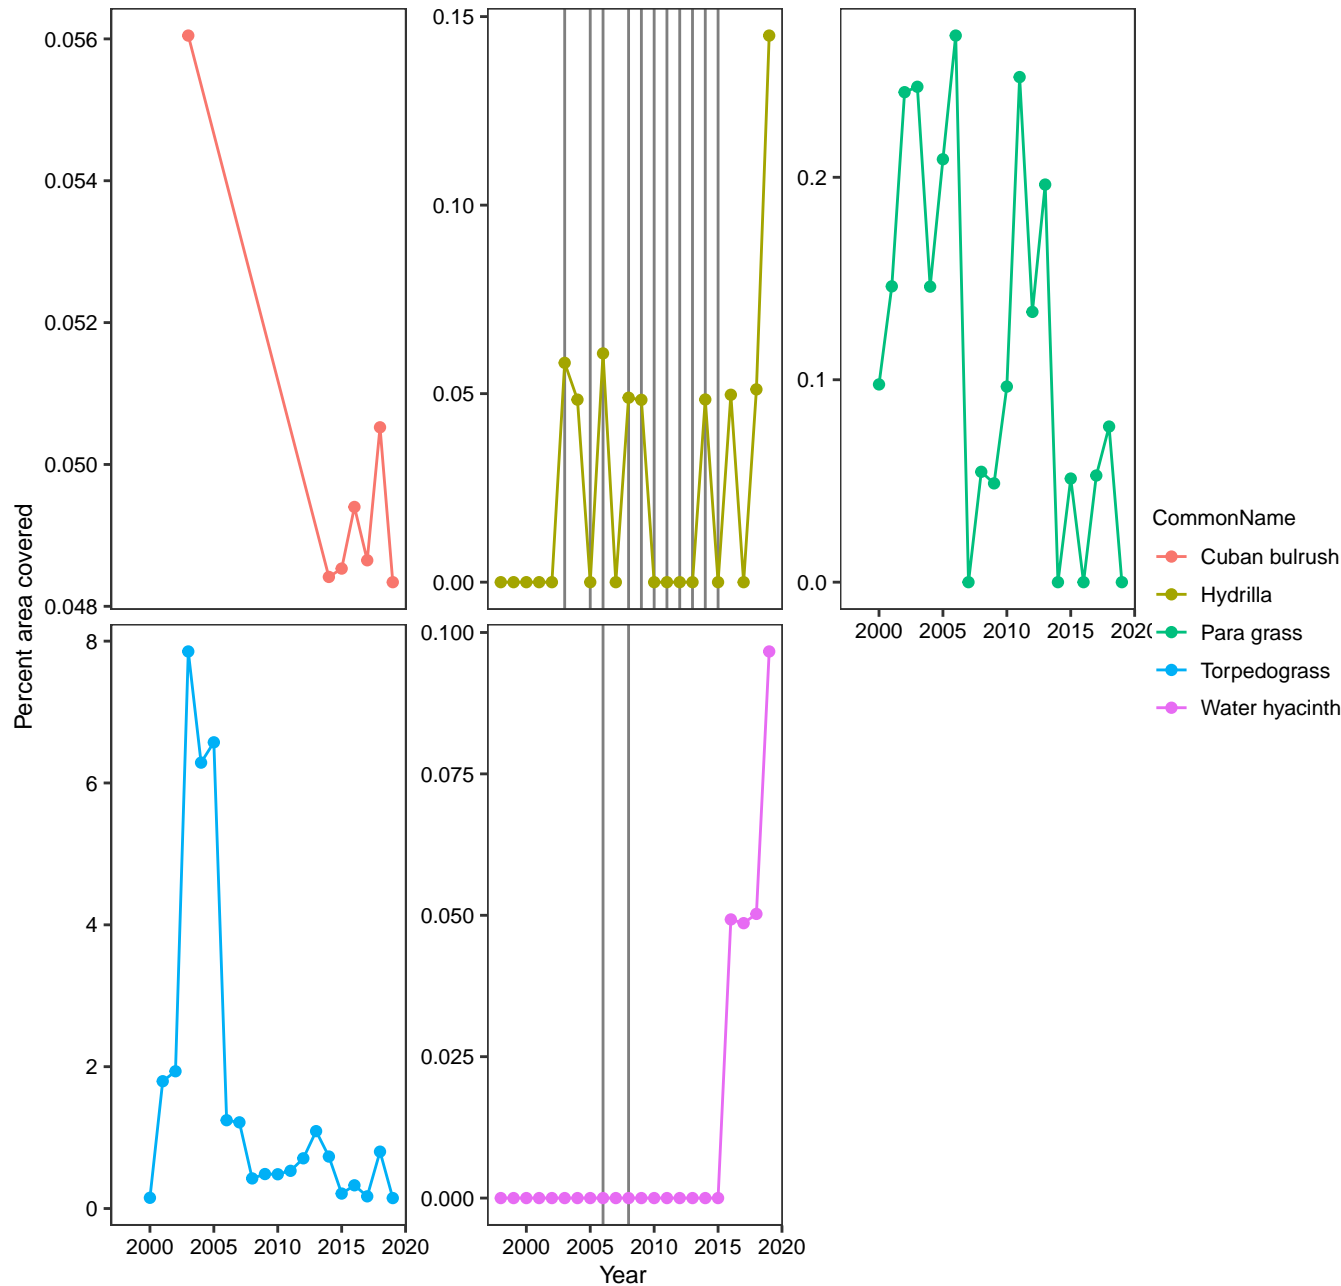 Percent area covered
0.056
0.054
0.052
0.050
0.048
0.15
0.10
0.05
0.00
0.2
0.1
0.0
2000 2005 2010 2015 2020
8
6
4
2
0
2000 2005 2010 2015 2020
0.100
0.075
0.050
0.025
0.000
2000 2005 2010 2015 2020
Year
CommonName
Cuban bulrush
Hydrilla
Para grass
Torpedograss
Water hyacinth